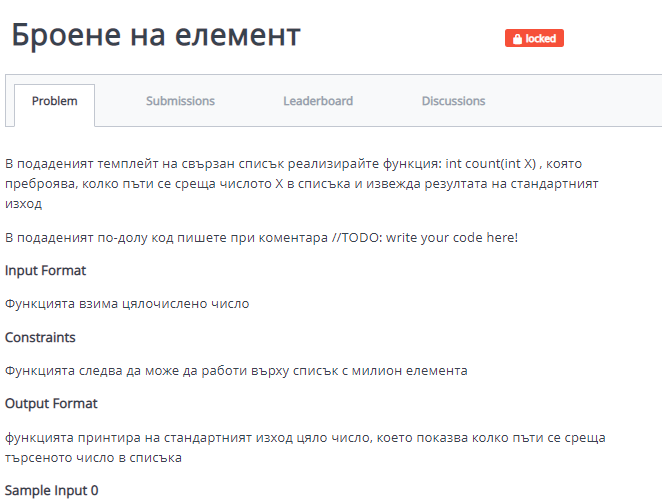 Броене на елемент
locked
Problem Submissions Leaderboard Discussions
В подаденият темплейт на свързан списък реализирайте функция: int count(int X) , която
преброява, колко пъти се среща числото X в списъка и извежда резултата на стандартният
изход
В подаденият по-долу код пишете при коментара //TODO: write your code here!
Input Format
Функцията взима цялочислено число
Constraints
Функцията следва да може да работи върху списък с милион елемента
Output Format
функцията принтира на стандартният изход цяло число, което показва колко пъти се среща
търсеното число в списъка
Sample Input 0